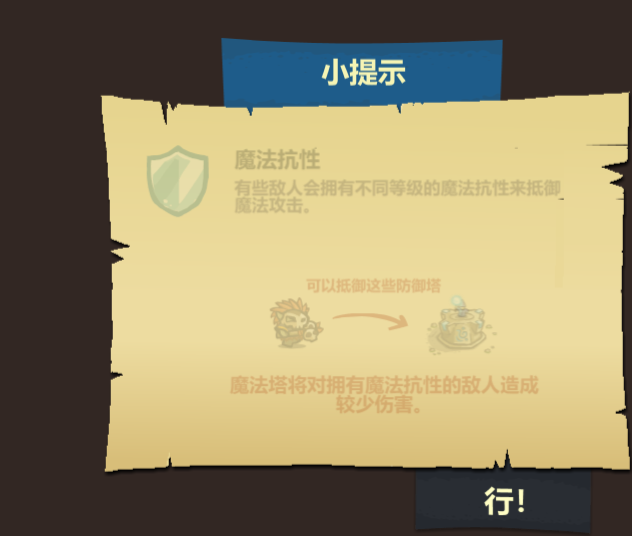 小提示
魔法抗性
有些敌人会拥有不同等级的魔法抗性来抵御
魔法攻击。
可以抵御这些防御塔
魔法塔将对拥有魔法抗性的敌人造成
较少伤害。
行!